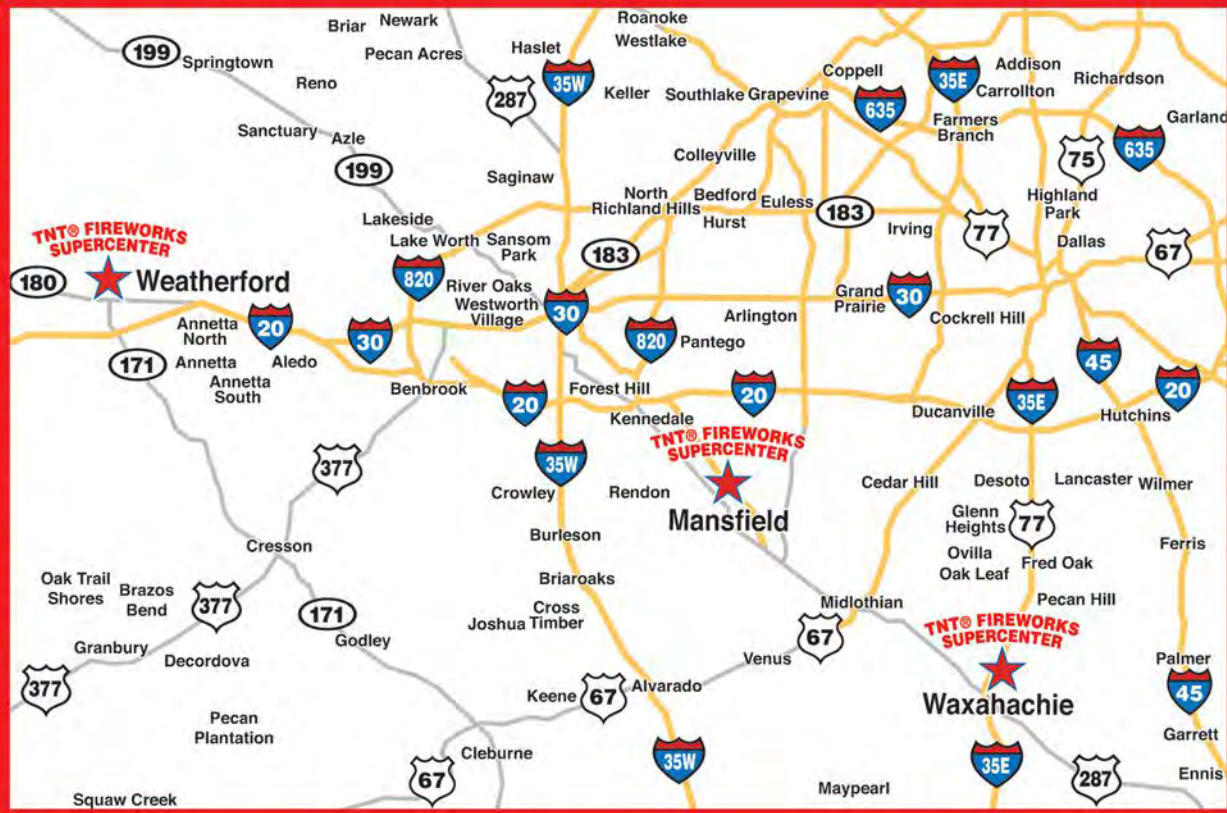 Roanoke
Newark
Briar
Westlake
Haslet
199
Springtown
Pecan Acres
35W
Coppell
35E
Addison
Richardson
Reno
287
Keller
Southlake
Grapevine
635
Carrollton
Garland
Sanctuary
Azle
Farmers
Branch
635
199
Saginaw
Colleyville
75
North
Richland Hills
Bedford
Hurst
Euless
183
Highland
Park
Lakeside
Irving
77
Dallas
67
TNT® FIREWORKS
SUPERCENTER
Weatherford
180
Lake Worth
Sansom
Park
183
820
River Oaks
Westworth
Village
30
Grand
Prairie
30
Cockrell Hill
Arlington
Annetta
North
20
30
820
Pantego
45
171
Annetta
Aledo
Annetta
South
Benbrook
Forest Hill
20
20
35E
20
Kennedale
Ducanville
Hutchins
TNT® FIREWORKS
SUPERCENTER
Mansfield
377
35W
Crowley
Rendon
Cedar Hill
Desoto
Lancaster
Wilmer
Glenn
Heights
77
Burleson
Cresson
Ferris
Ovilla
Oak Leaf
Fred Oak
Oak Trail
Shores
Brazos
Bend
Briaroaks
377
171
Cross
Timber
Joshua
Midlothian
Pecan Hill
TNT® FIREWORKS
SUPERCENTER
Waxahachie
Godley
Granbury
Decordova
67
Venus
Palmer
377
Keene
67
Alvarado
45
Pecan
Plantation
Garrett
Cleburne
35W
35E
67
287
Ennis
Maypearl
Squaw Creek